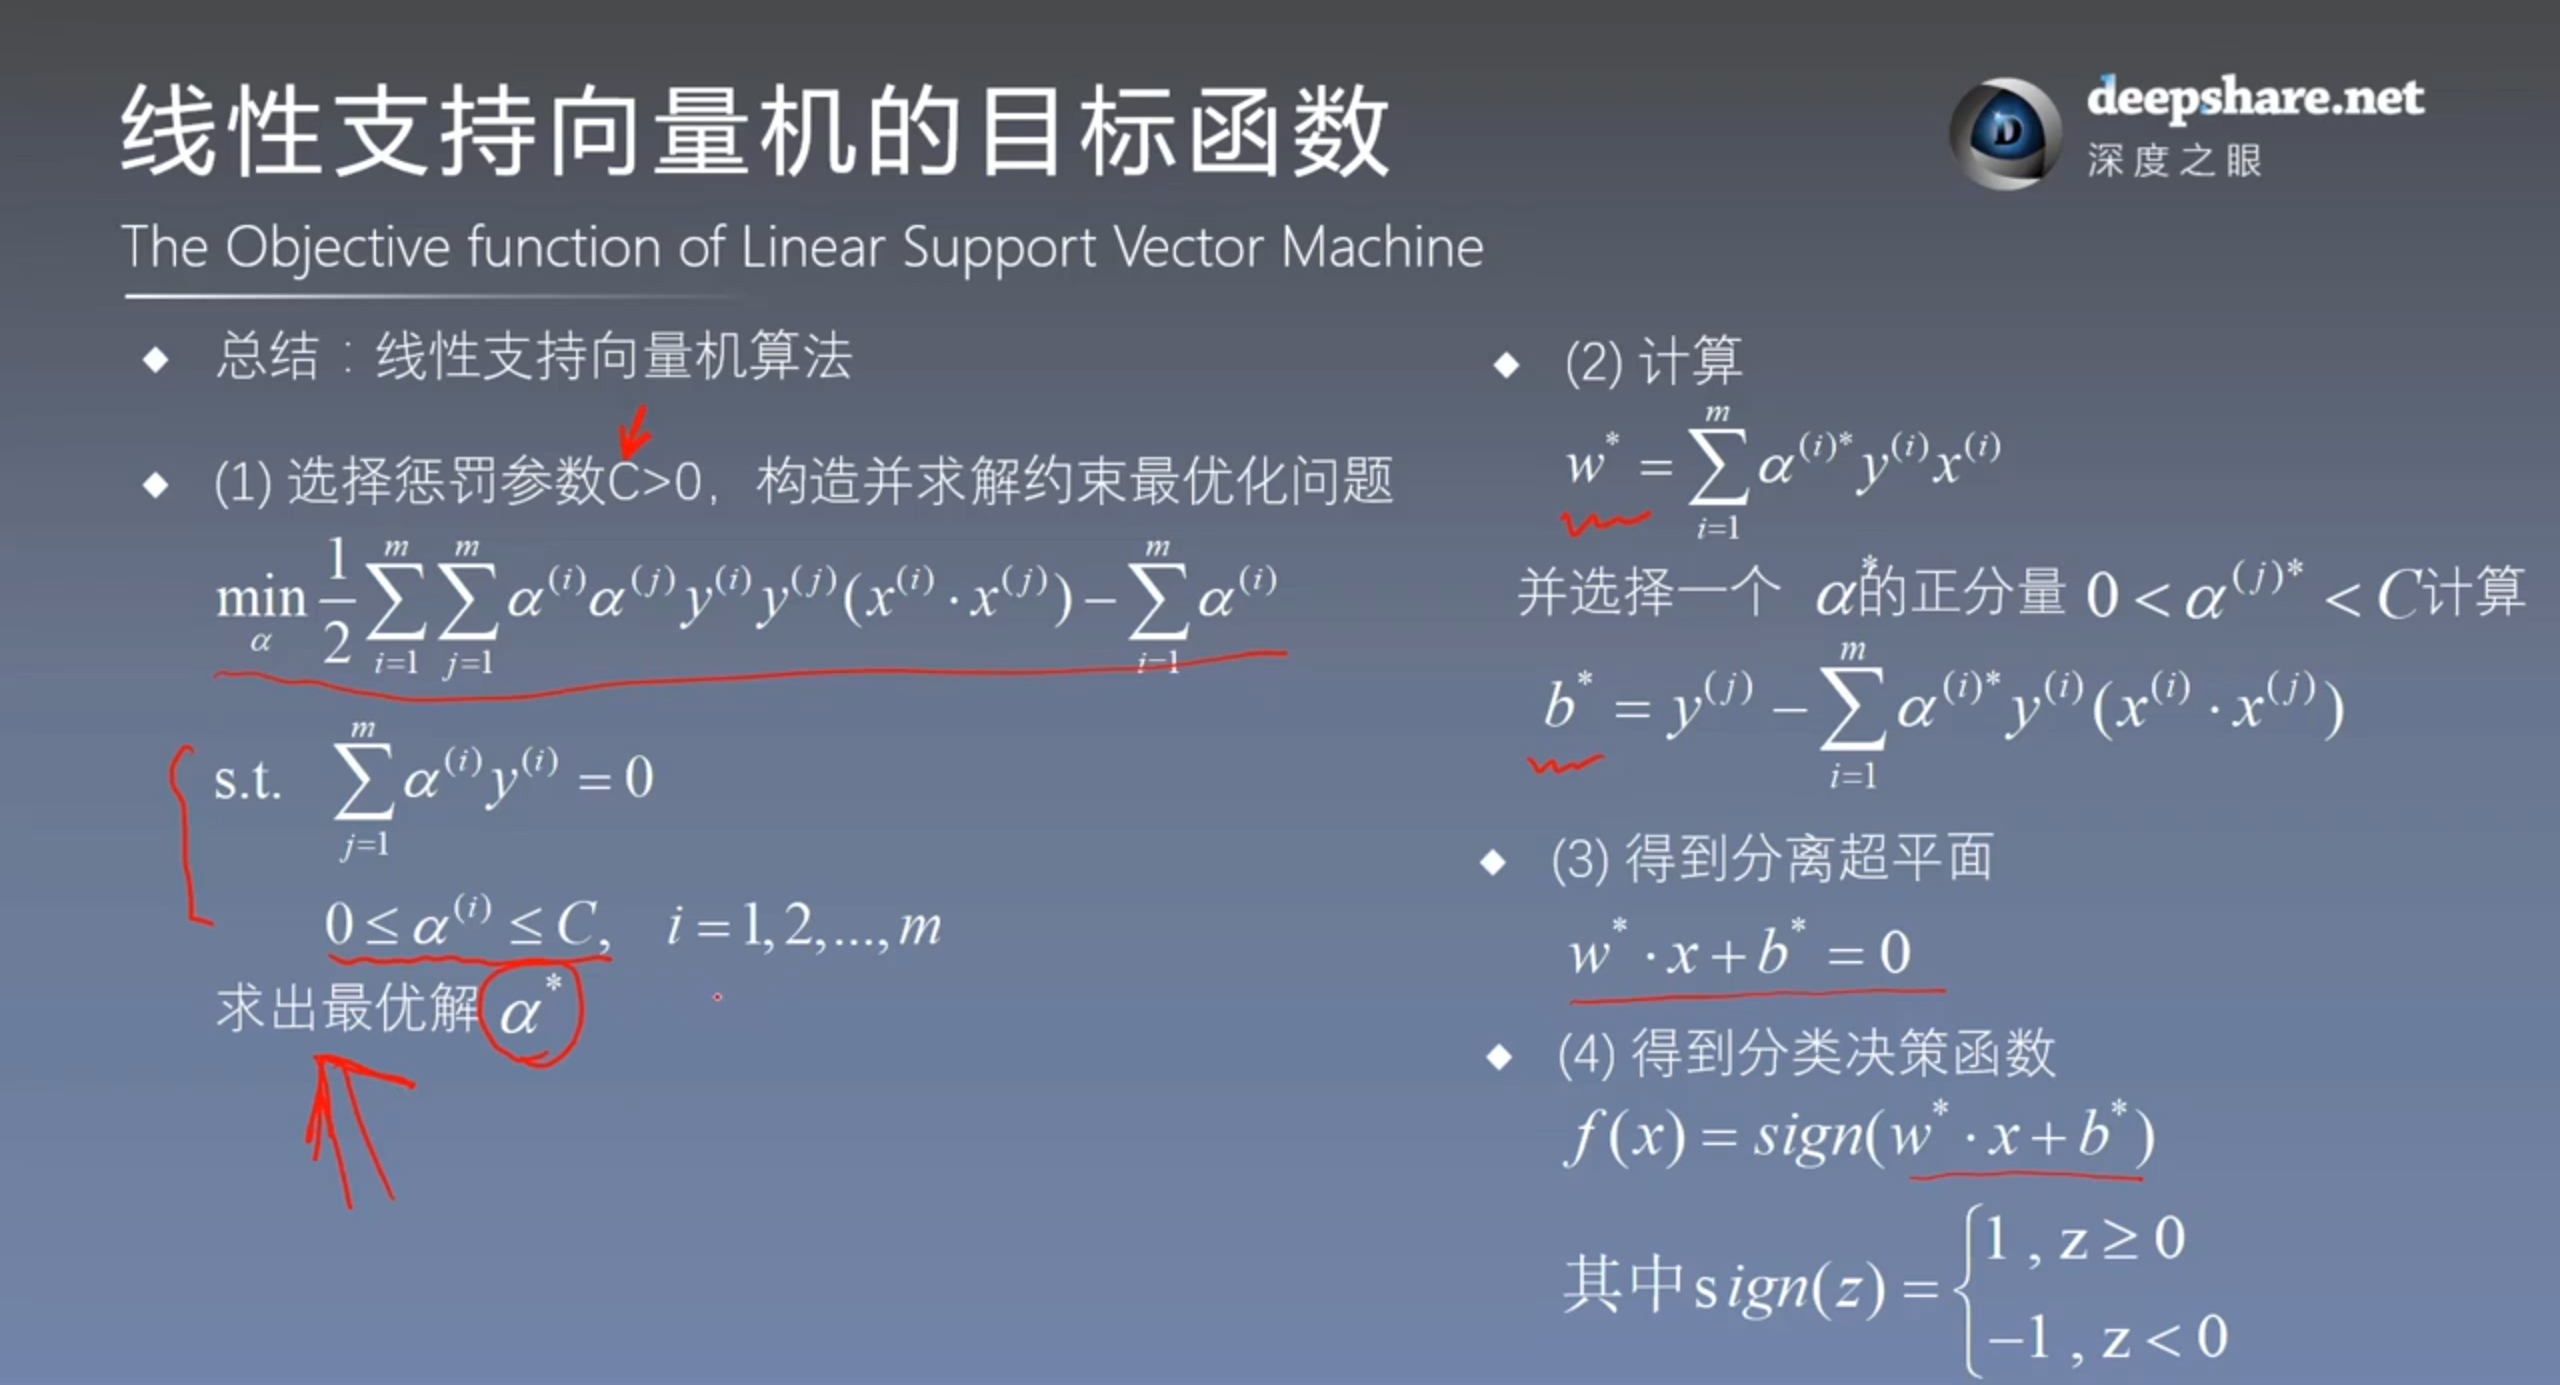 线性支持向量机的目标函数
deepshare.net
深度之眼
The Objective function of Linear Support Vector Machine
◆ 总结：线性支持向量机算法
◆ (1) 选择惩罚参数C>0，构造并求解约束最优化问题
$\min_{\alpha} \frac{1}{2}\sum_{i=1}^{m}\sum_{j=1}^{m}\alpha^{(i)}\alpha^{(j)}y^{(i)}y^{(j)}(x^{(i)}\cdot x^{(j)})-\sum_{i=1}^{m}\alpha^{(i)}$
s.t. $\sum_{j=1}^{m}\alpha^{(i)}y^{(i)}=0$
$0\leq\alpha^{(i)}\leq C,\quad i=1,2,...,m$
求出最优解 $\alpha^{*}$
◆ (2) 计算
$w^{*}=\sum_{i=1}^{m}\alpha^{(i)*}y^{(i)}x^{(i)}$
并选择一个 $\alpha^{*}$的正分量 $0<\alpha^{(j)*}<C$计算
$b^{*}=y^{(j)}-\sum_{i=1}^{m}\alpha^{(i)*}y^{(i)}(x^{(i)}\cdot x^{(j)})$
◆ (3) 得到分离超平面
$w^{*}\cdot x+b^{*}=0$
◆ (4) 得到分类决策函数
$f(x)=sign(w^{*}\cdot x+b^{*})$
其中 $sign(z)=\begin{cases}1,z\geq 0\\-1,z<0\end{cases}$